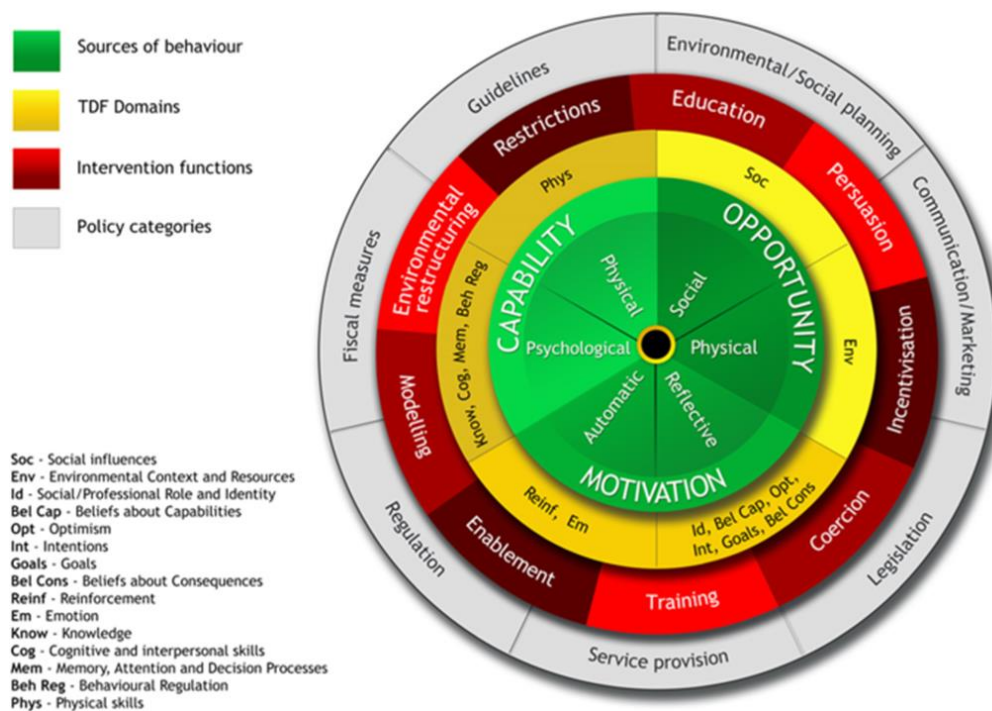 Sources of behaviour
TDF Domains
Intervention functions
Policy categories
Soc - Social influences
Env - Environmental Context and Resources
Id - Social/Professional Role and Identity
Bel Cap - Beliefs about Capabilities
Opt - Optimism
Int - Intentions
Goals - Goals
Bel Cons - Beliefs about Consequences
Reinf - Reinforcement
Em - Emotion
Know - Knowledge
Cog - Cognitive and interpersonal skills
Mem - Memory, Attention and Decision Processes
Beh Reg - Behavioural Regulation
Phys - Physical skills
Guidelines
Environmental/Social planning
Communication/Marketing
Legislation
Service provision
Regulation
Fiscal measures
Restrictions
Education
Persuasion
Incentivisation
Coercion
Training
Enablement
Modelling
Environmental
restructuring
Phys
Soc
Env
Id, Bel Cap, Opt,
Int, Goals, Bel Cons
Reinf, Em
Know, Cog, Mem, Beh Reg
CAPABILITY
OPPORTUNITY
MOTIVATION
Physical
Social
Physical
Reflective
Automatic
Psychological